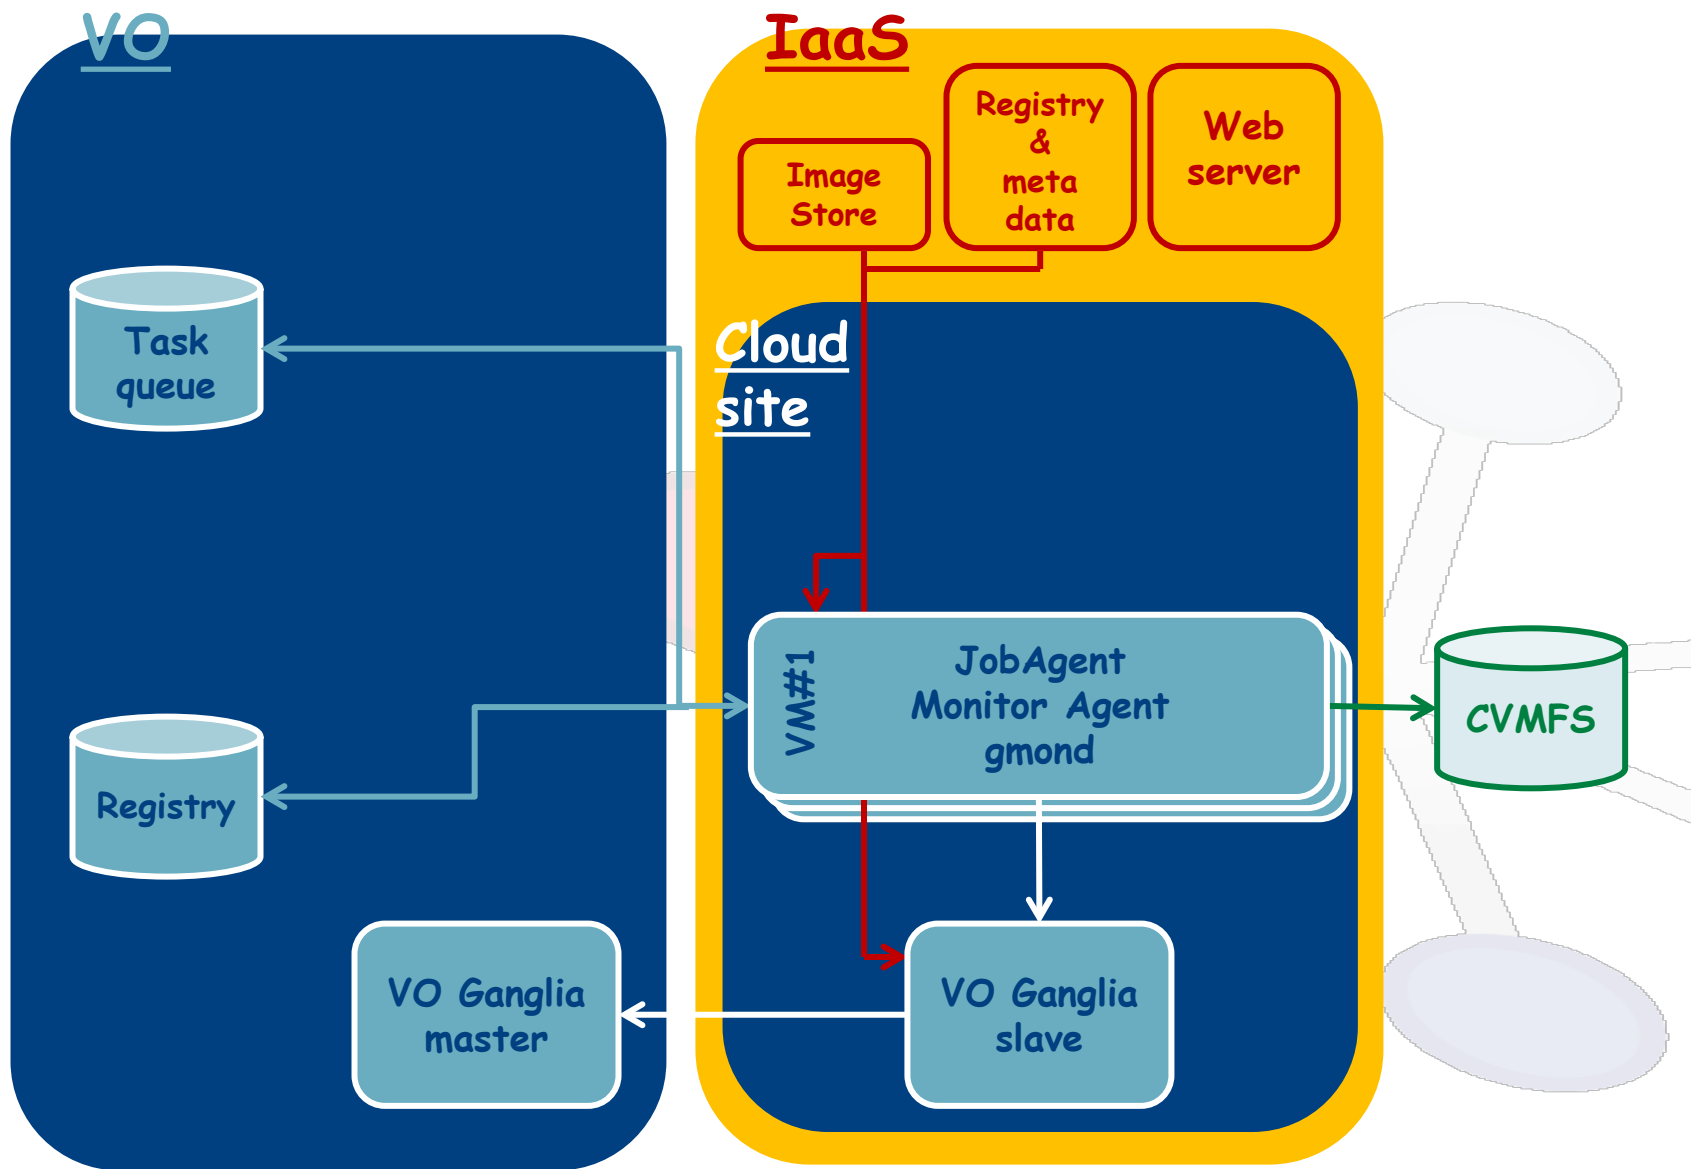 VO
IaaS
Registry
&
meta
data
Web
server
Image
Store
Cloud
site
Task
queue
VM#1
JobAgent
Monitor Agent
gmond
CVMFS
Registry
VO Ganglia
master
VO Ganglia
slave